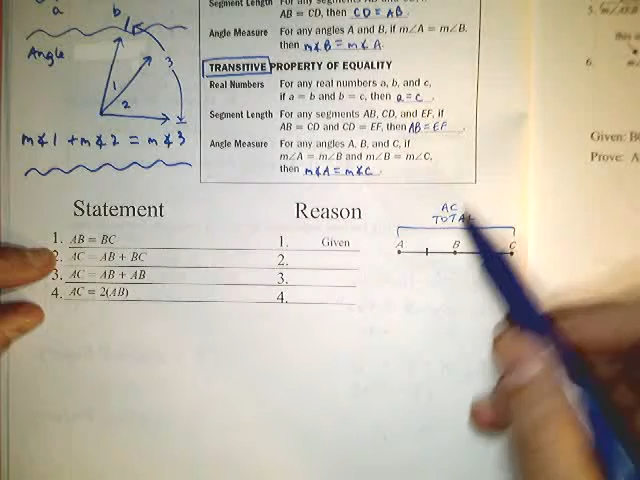 a b
Segment Length For any segments AB and CD, if
AB = CD, then CD = AB.
Angle Measure For any angles A and B, if m∠A = m∠B,
then m∡B = m∡A.
TRANSITIVE PROPERTY OF EQUALITY
Real Numbers For any real numbers a, b, and c,
if a = b and b = c, then a = c.
Segment Length For any segments AB, CD, and EF, if
AB = CD and CD = EF, then AB = EF.
Angle Measure For any angles A, B, and C, if
m∠A = m∠B and m∠B = m∠C,
then m∡A = m∡C.
Angle
1
2
3
m∡1 + m∡2 = m∡3
5.
6.
Given: B
Prove: A
Statement Reason
1. AB = BC 1. Given
2. AC = AB + BC 2.
3. AC = AB + AB 3.
4. AC = 2(AB) 4.
AC
TOTAL
A B C